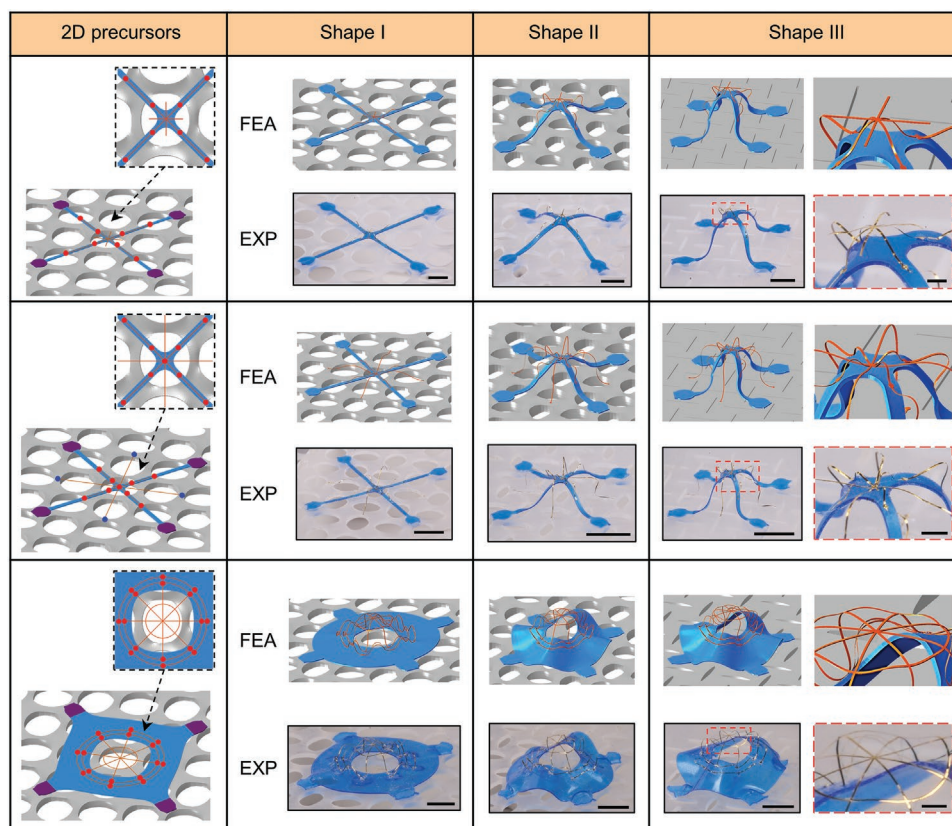 2D precursors
Shape I
Shape II
Shape III
FEA
EXP
FEA
EXP
FEA
EXP